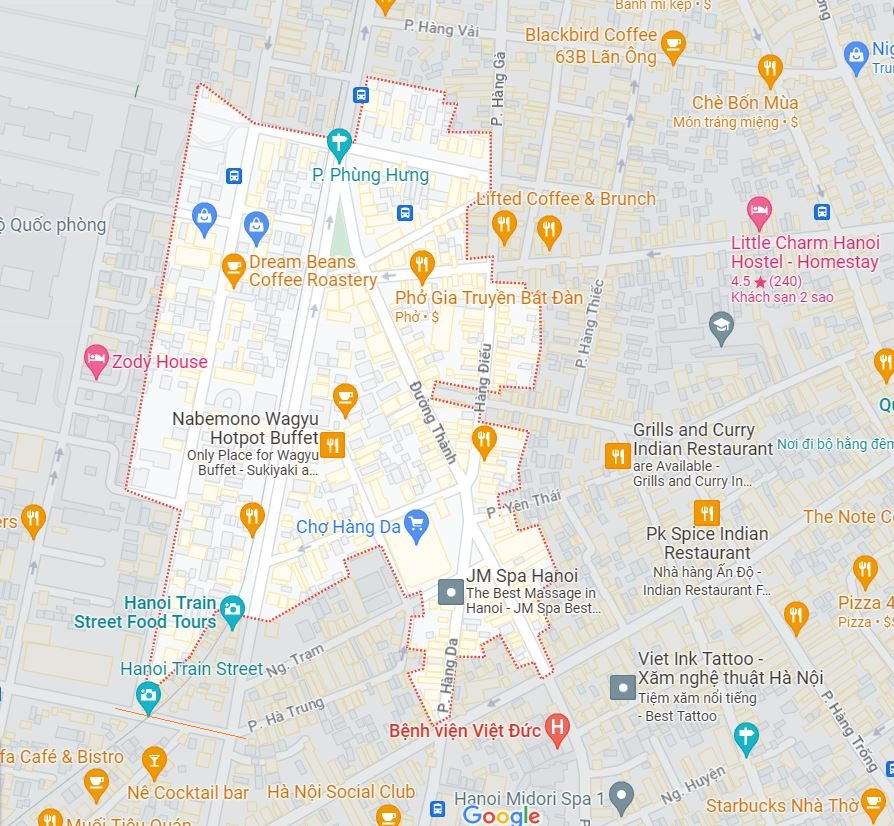 Bánh mì kẹp • $
P. Hàng Vải
Blackbird Coffee
63B Lãn Ông
P. Hàng Gà
Chè Bốn Mùa
Món tráng miệng • $
P. Phùng Hưng
Lifted Coffee & Brunch
Quốc phòng
Little Charm Hanoi
Hostel - Homestay
4.5 ★ (240)
Khách sạn 2 sao
Dream Beans
Coffee Roastery
Phở Gia Truyền Bát Đàn
Phở • $
P. Hàng Thiếc
Zody House
Hàng Điếu
Đường Thành
Nabemono Wagyu
Hotpot Buffet
Only Place for Wagyu
Buffet - Sukiyaki a...
Grills and Curry
Indian Restaurant
are Available -
Grills and Curry In...
Nơi đi bộ hằng đêm
P. Yên Thái
Chợ Hàng Da
Pk Spice Indian
Restaurant
Nhà hàng Ấn Độ -
Indian Restaurant F...
The Note Co
JM Spa Hanoi
The Best Massage in
Hanoi - JM Spa Best...
Hanoi Train
Street Food Tours
Pizza 4
Pizza • $$
Hanoi Train Street
Ng. Trạm
P. Hàng Da
P. Hà Trung
Viet Ink Tattoo -
Xăm nghệ thuật Hà Nội
Tiệm xăm nổi tiếng
- Best Tattoo
P. Hàng Trống
Bệnh viện Việt Đức
Café & Bistro
Nê Cocktail bar
Hà Nội Social Club
Hanoi Midori Spa 1
Ng. Huyện
Starbucks Nhà Thờ
Muối Tiêu Quán
Google